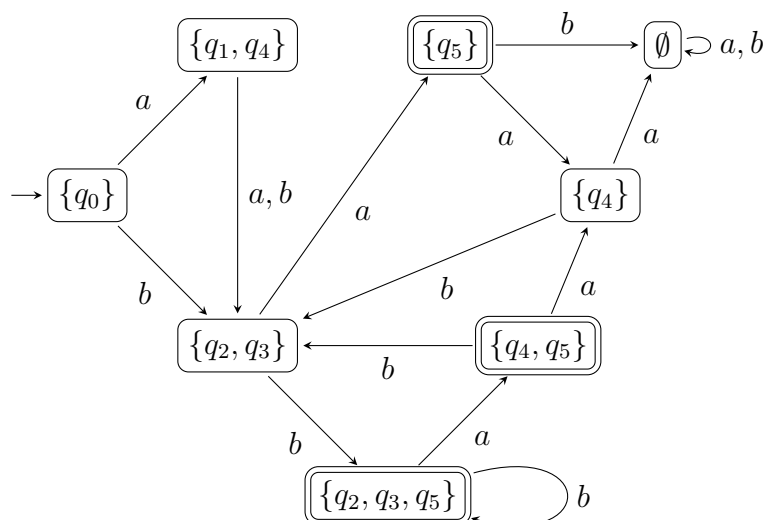 {q₁, q₄}
{q₅}
b
∅
a, b
a
a
a
{q₀}
a, b
a
{q₄}
b
b
a
{q₂, q₃}
b
{q₄, q₅}
b
a
{q₂, q₃, q₅}
b